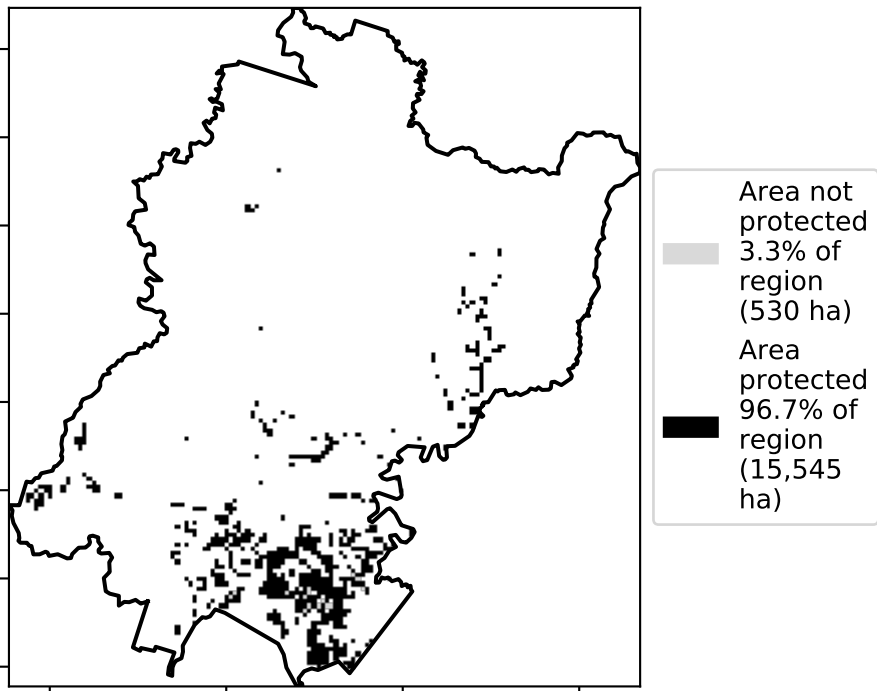 Area not
protected
3.3% of
region
(530 ha)
Area
protected
96.7% of
region
(15,545
ha)